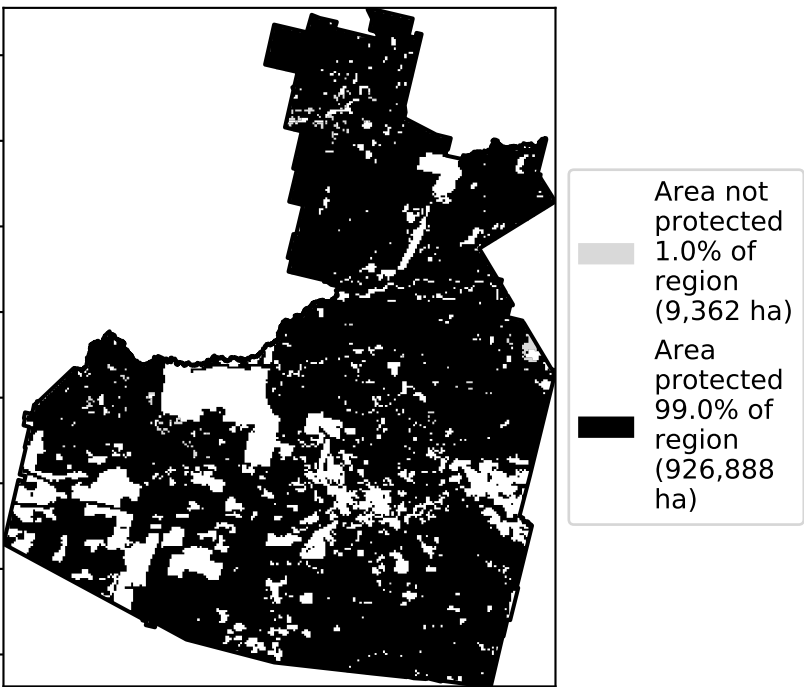 Area not
protected
1.0% of
region
(9,362 ha)
Area
protected
99.0% of
region
(926,888
ha)